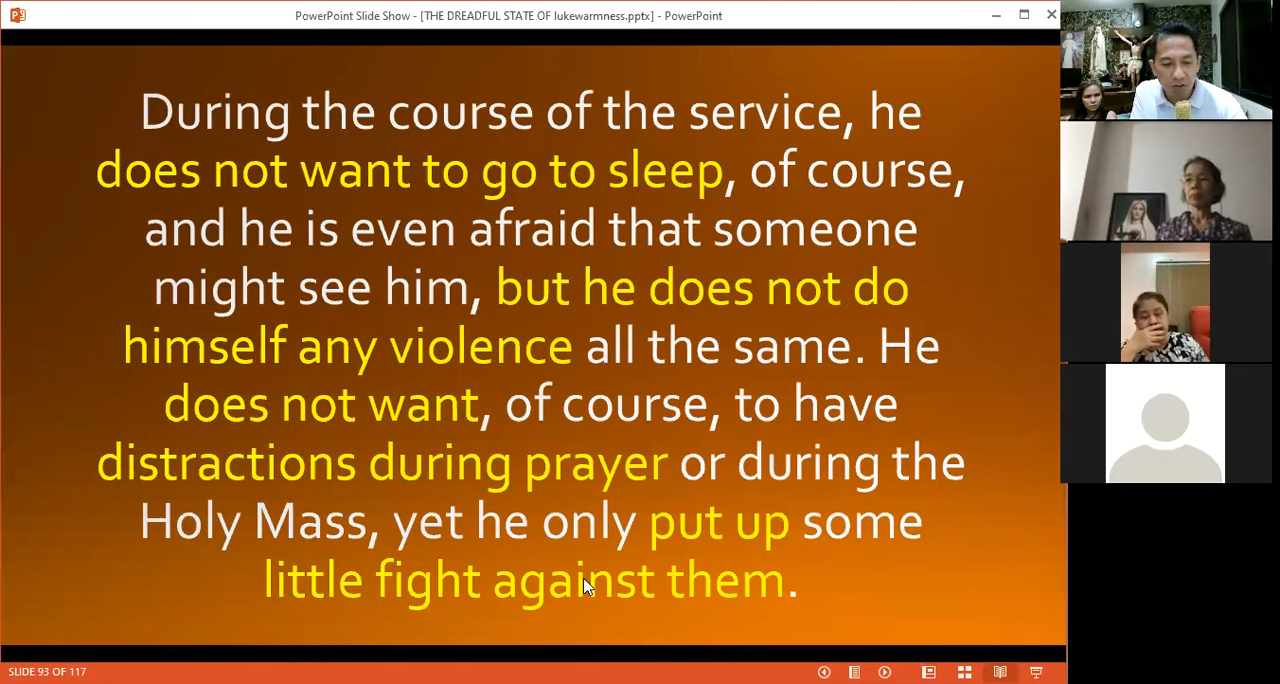 PowerPoint Slide Show - [THE DREADFUL STATE OF lukewarmness.pptx] - PowerPoint
During the course of the service, he
does not want to go to sleep, of course,
and he is even afraid that someone
might see him, but he does not do
himself any violence all the same. He
does not want, of course, to have
distractions during prayer or during the
Holy Mass, yet he only put up some
little fight against them.
SLIDE 93 OF 117